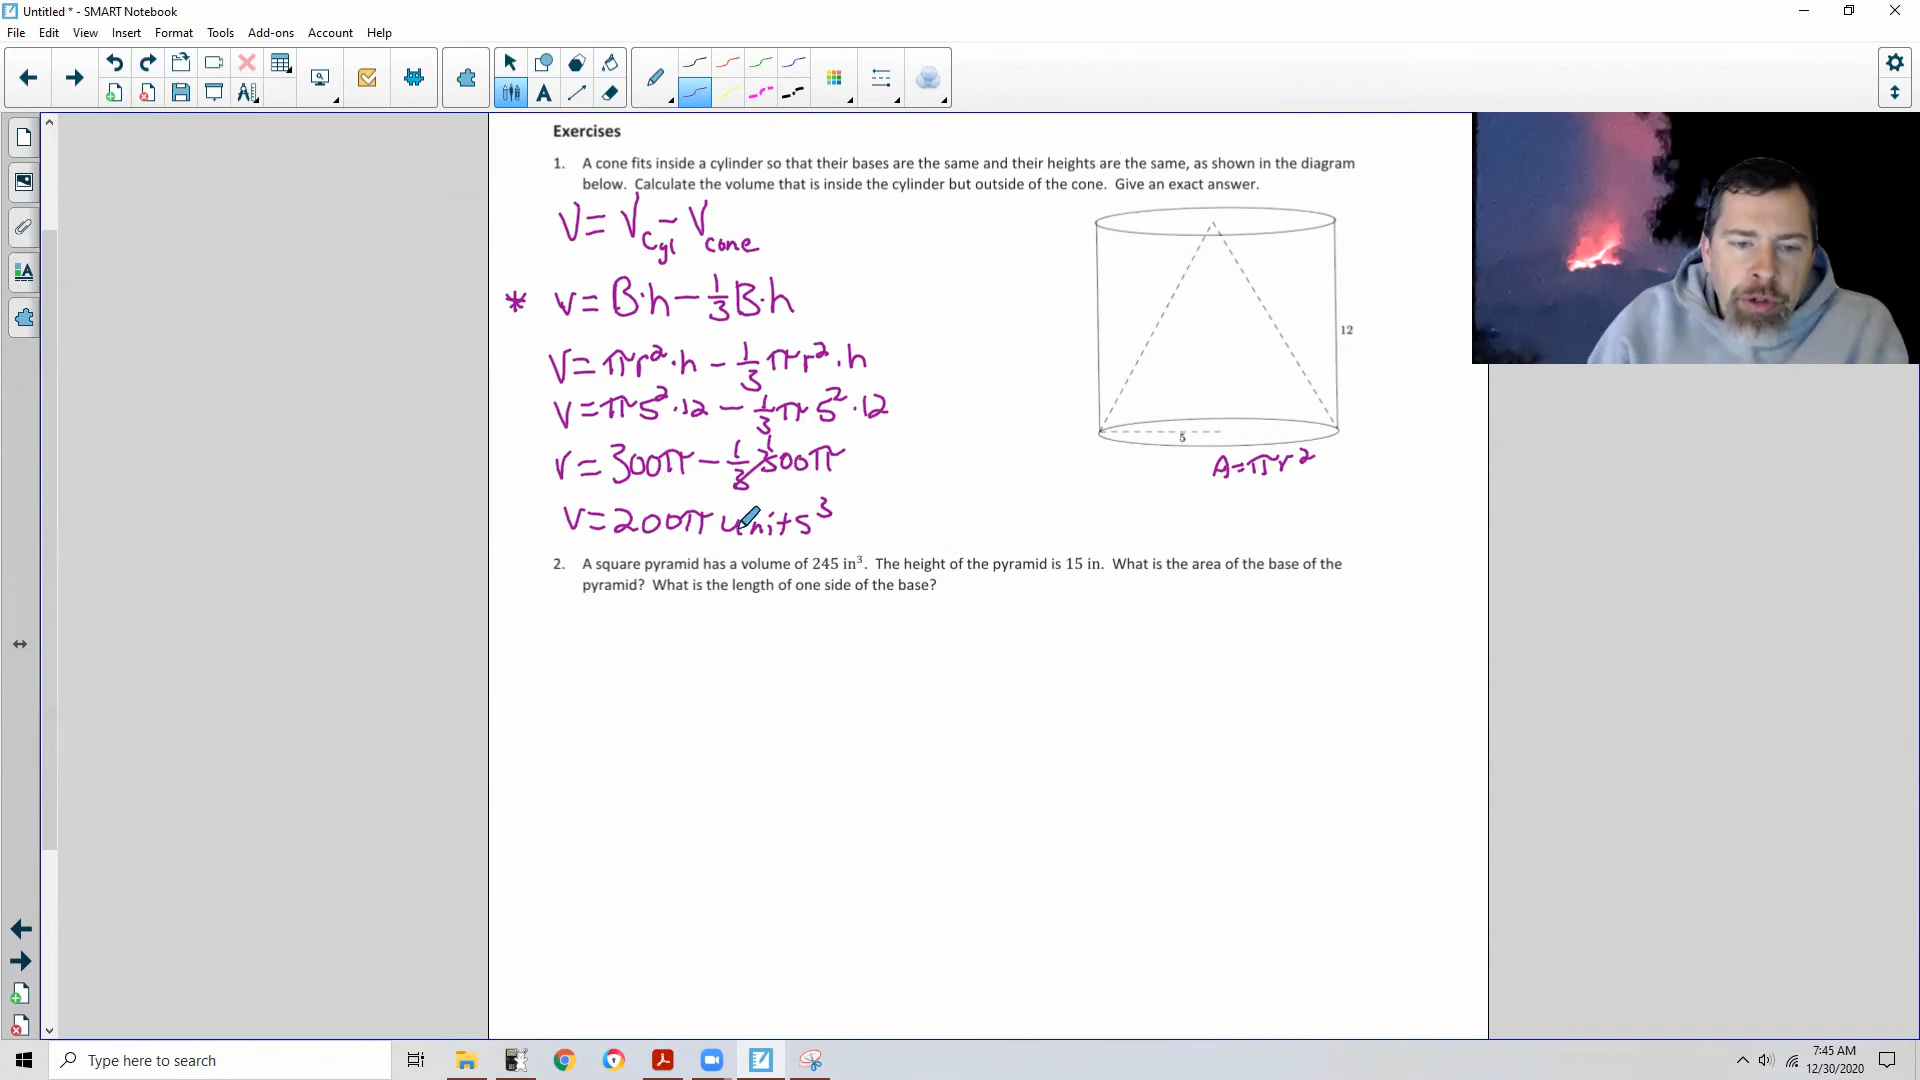 Untitled * - SMART Notebook
File Edit View Insert Format Tools Add-ons Account Help
Exercises
1. A cone fits inside a cylinder so that their bases are the same and their heights are the same, as shown in the diagram
below. Calculate the volume that is inside the cylinder but outside of the cone. Give an exact answer.
V = V Cyl - V cone
* V = B·h - 1/3 B·h
V = πr²·h - 1/3 πr²·h
V = π5²·12 - 1/3 π5²·12
V = 300π - 1/3 300π
V = 200π units³
12
5
A = πr²
2. A square pyramid has a volume of 245 in³. The height of the pyramid is 15 in. What is the area of the base of the
pyramid? What is the length of one side of the base?
Type here to search
7:45 AM
12/30/2020